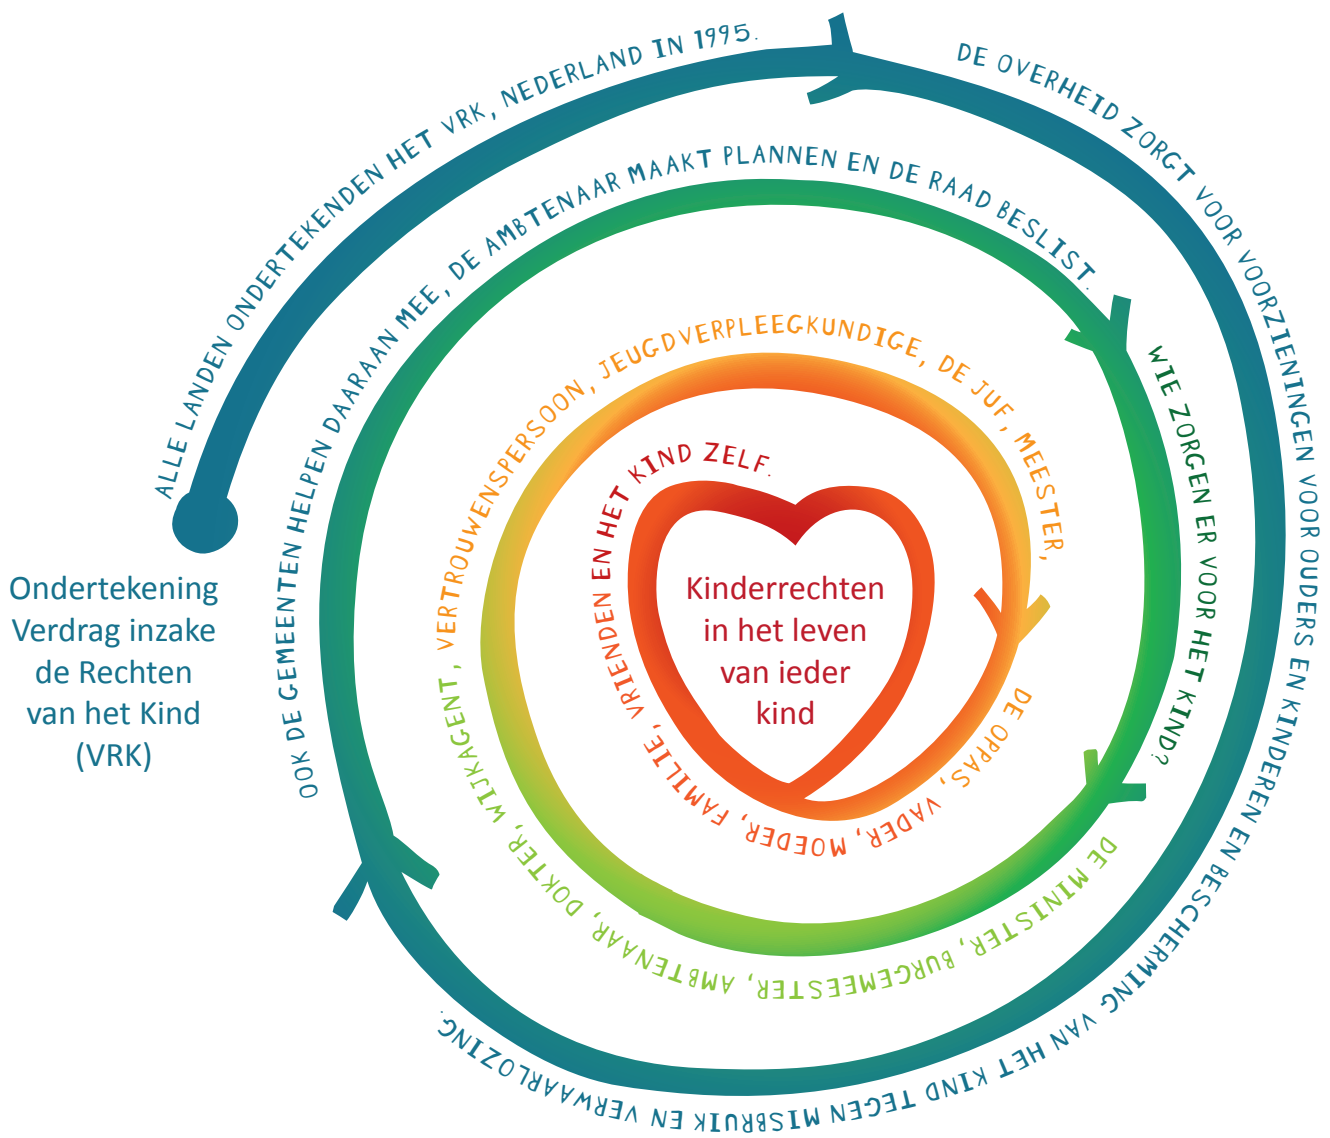 Ondertekening
Verdrag inzake
de Rechten
van het Kind
(VRK)
ALLE LANDEN ONDERTEKENDEN HET VRK, NEDERLAND IN 1995.
DE OVERHEID ZORGT VOOR VOORZIENINGEN VOOR OUDERS EN KINDEREN EN BESCHERMING VAN HET KIND TEGEN MISBRUIK EN VERWAARLOZING.
OOK DE GEMEENTEN HELPEN DAARAAN MEE, DE AMBTENAAR MAAKT PLANNEN EN DE RAAD BESLIST.
WIE ZORGEN ER VOOR HET KIND?
DE MINISTER, BURGEMEESTER, AMBTENAAR, DOKTER, WIJKAGENT, VERTROUWENSPERSOON, JEUGDVERPLEEGKUNDIGE, DE JUF, MEESTER,
DE OPPAS, VADER, MOEDER, FAMILIE, VRIENDEN EN HET KIND ZELF.
Kinderrechten
in het leven
van ieder
kind